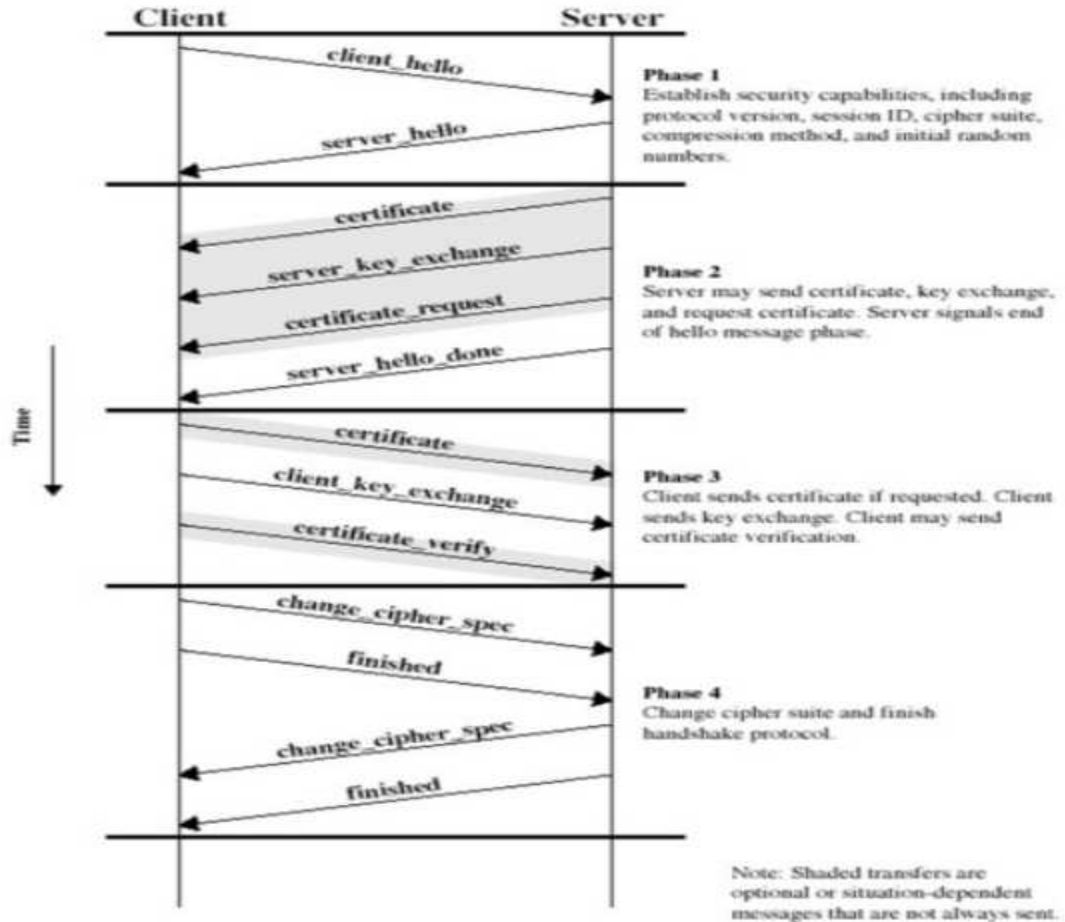 Client
Server
client_hello
Phase 1
Establish security capabilities, including
protocol version, session ID, cipher suite,
compression method, and initial random
numbers.
server_hello
certificate
server_key_exchange
Phase 2
Server may send certificate, key exchange,
and request certificate. Server signals end
of hello message phase.
certificate_request
server_hello_done
Time
certificate
client_key_exchange
Phase 3
Client sends certificate if requested. Client
sends key exchange. Client may send
certificate verification.
certificate_verify
change_cipher_spec
finished
Phase 4
Change cipher suite and finish
handshake protocol.
change_cipher_spec
finished
Note: Shaded transfers are
optional or situation-dependent
messages that are not always sent.